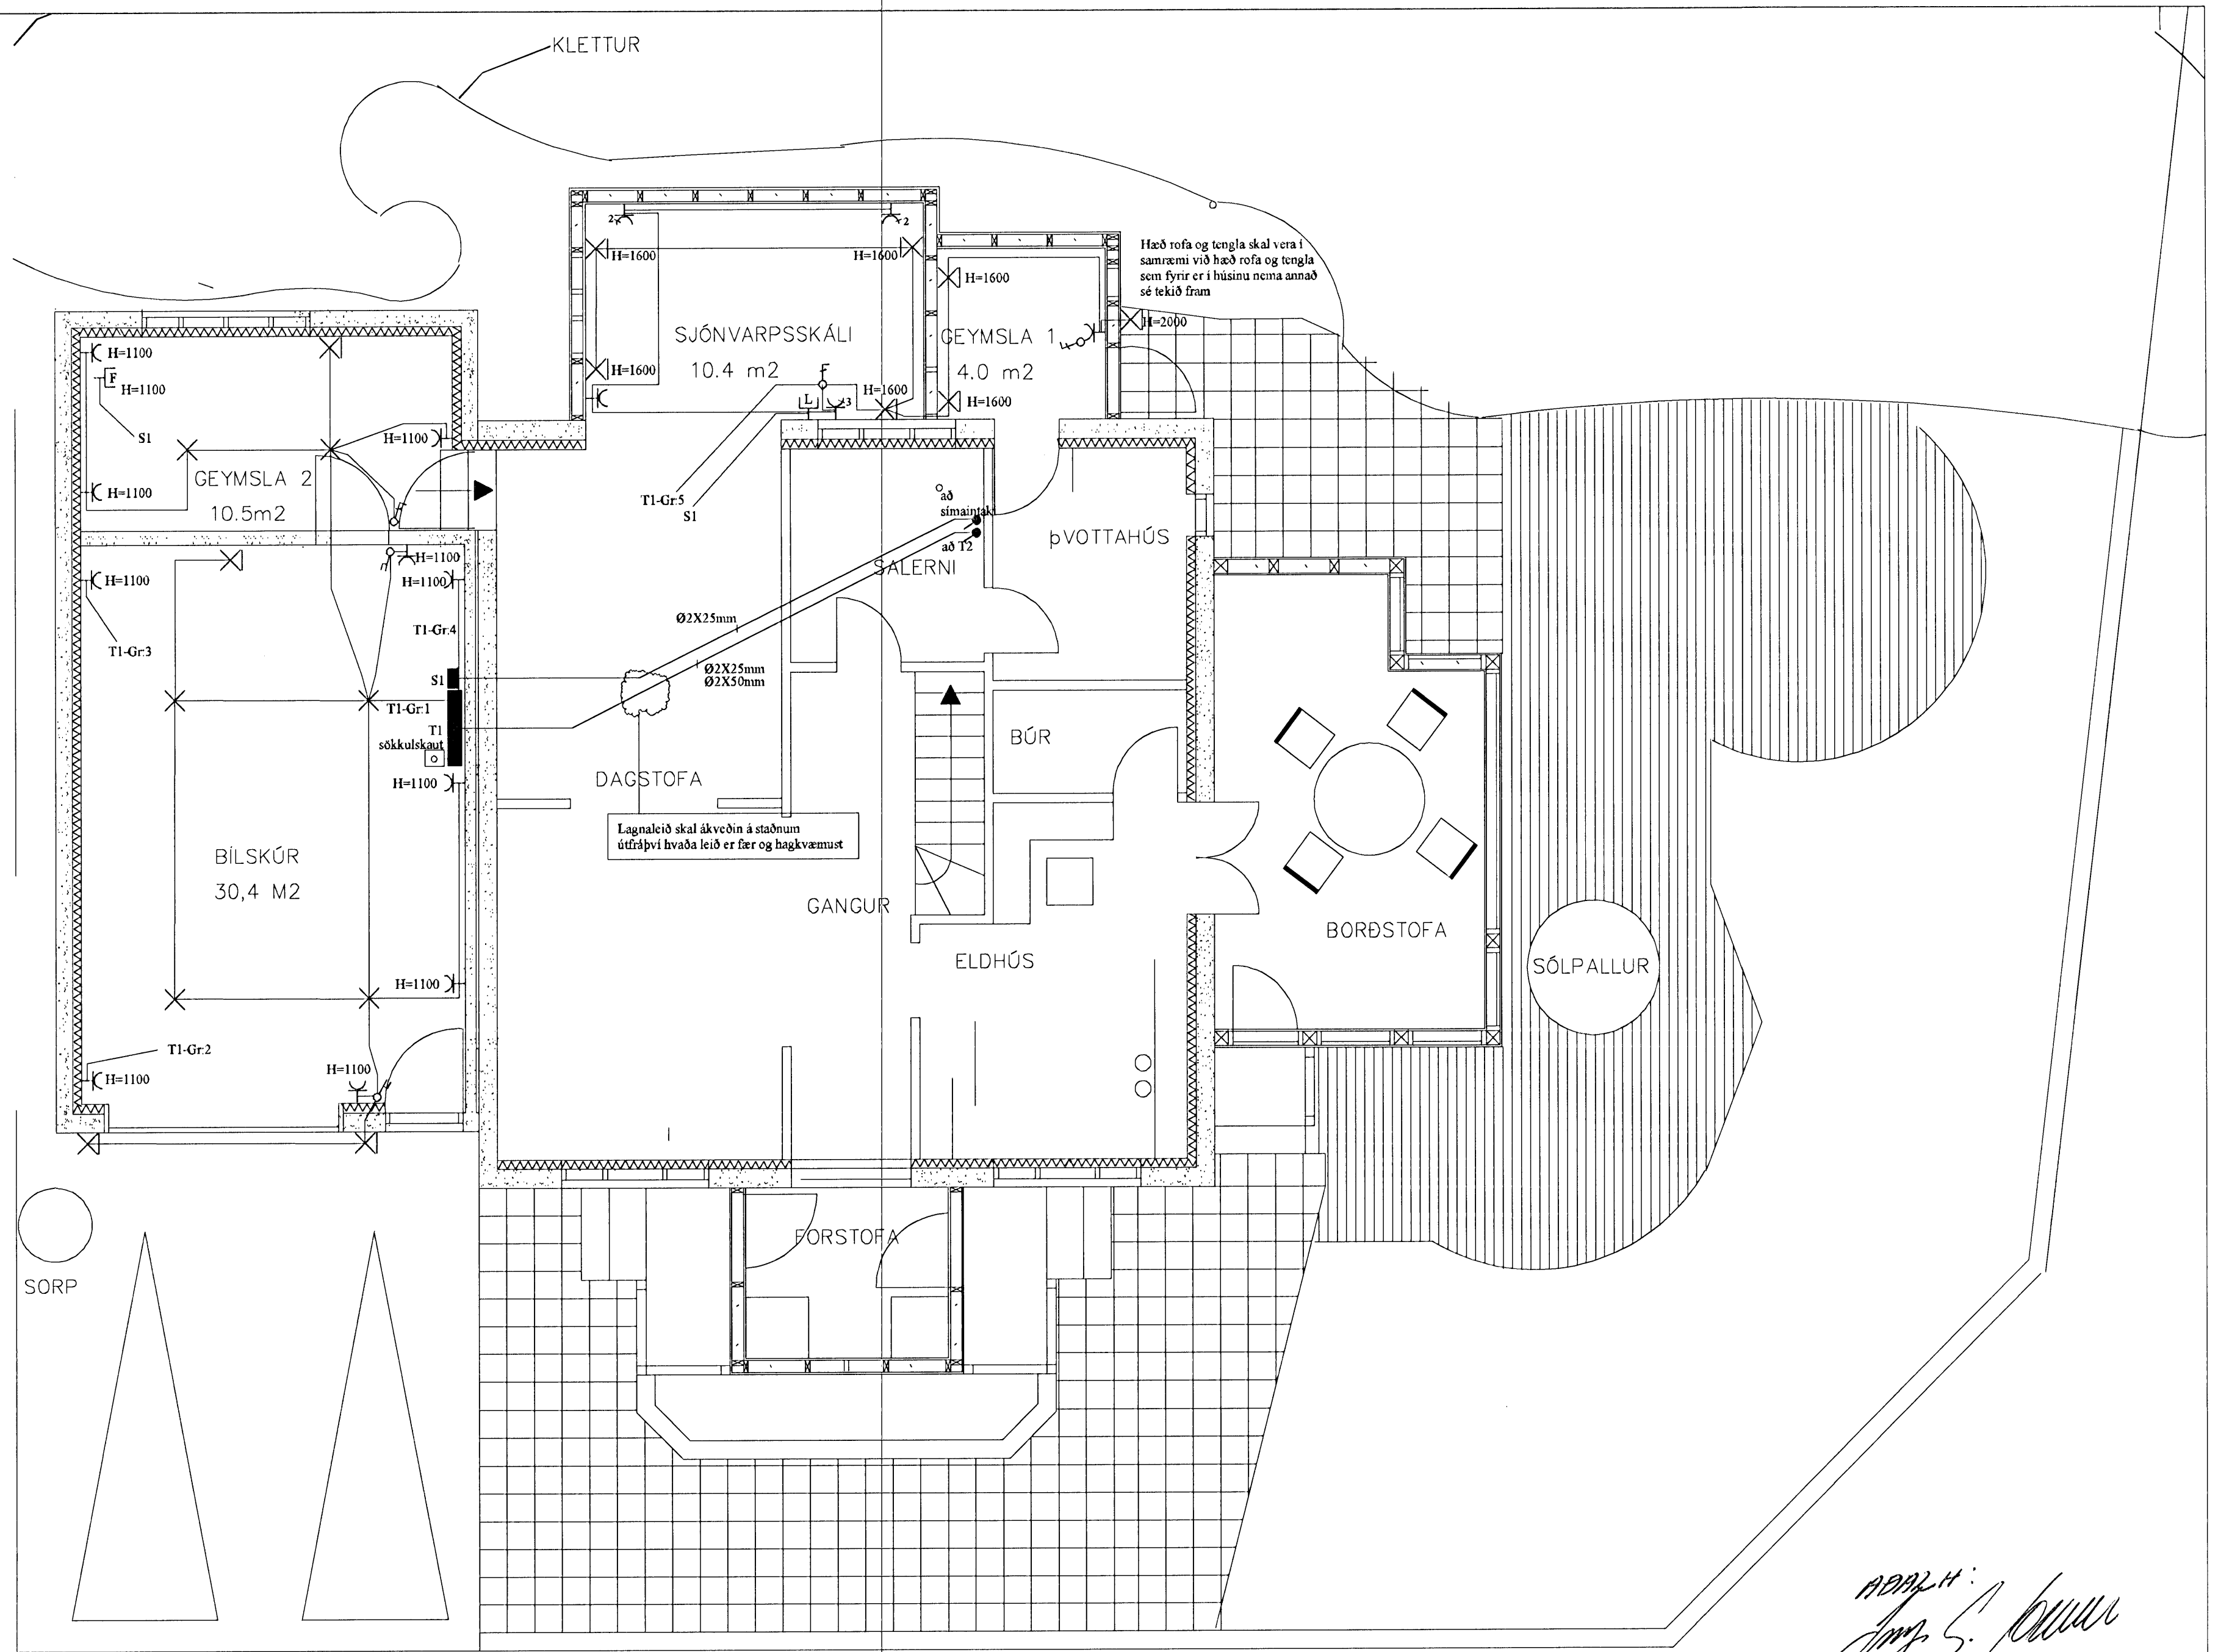 KLETTUR
2
2
H=1600
H=1600
Hæð rofa og tengla skal vera í
samræmi við hæð rofa og tengla
sem fyrir er í húsinu nema annað
sé tekið fram
H=1600
H=2000
SJÓNVARPSSKÁLI
10.4 m2
GEYMSLA 1
4.0 m2
H=1600
H=1600
H=1600
L
3
H=1100
F
H=1100
S1
H=1100
GEYMSLA 2
10.5m2
H=1100
T1-Gr:5
S1
að
símaintaki
að T2
SALERNI
ÞVOTTAHÚS
H=1100
H=1100
H=1100
T1-Gr:3
T1-Gr:4
Ø2X25mm
Ø2X25mm
Ø2X50mm
S1
T1-Gr:1
T1
sökkulskaut
H=1100
DAGSTOFA
BÚR
Lagnaleið skal ákveðin á staðnum
útfráþví hvaða leið er fær og hagkvæmust
BÍLSKÚR
30,4 M2
GANGUR
ELDHÚS
BORÐSTOFA
SÓLPALLUR
H=1100
T1-Gr:2
H=1100
H=1100
FORSTOFA
SORP
ABALH: